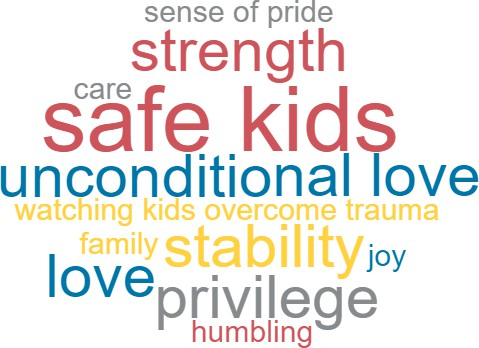 sense of pride
strength
care
safe kids
unconditional love
watching kids overcome trauma
family stability joy
love privilege
humbling